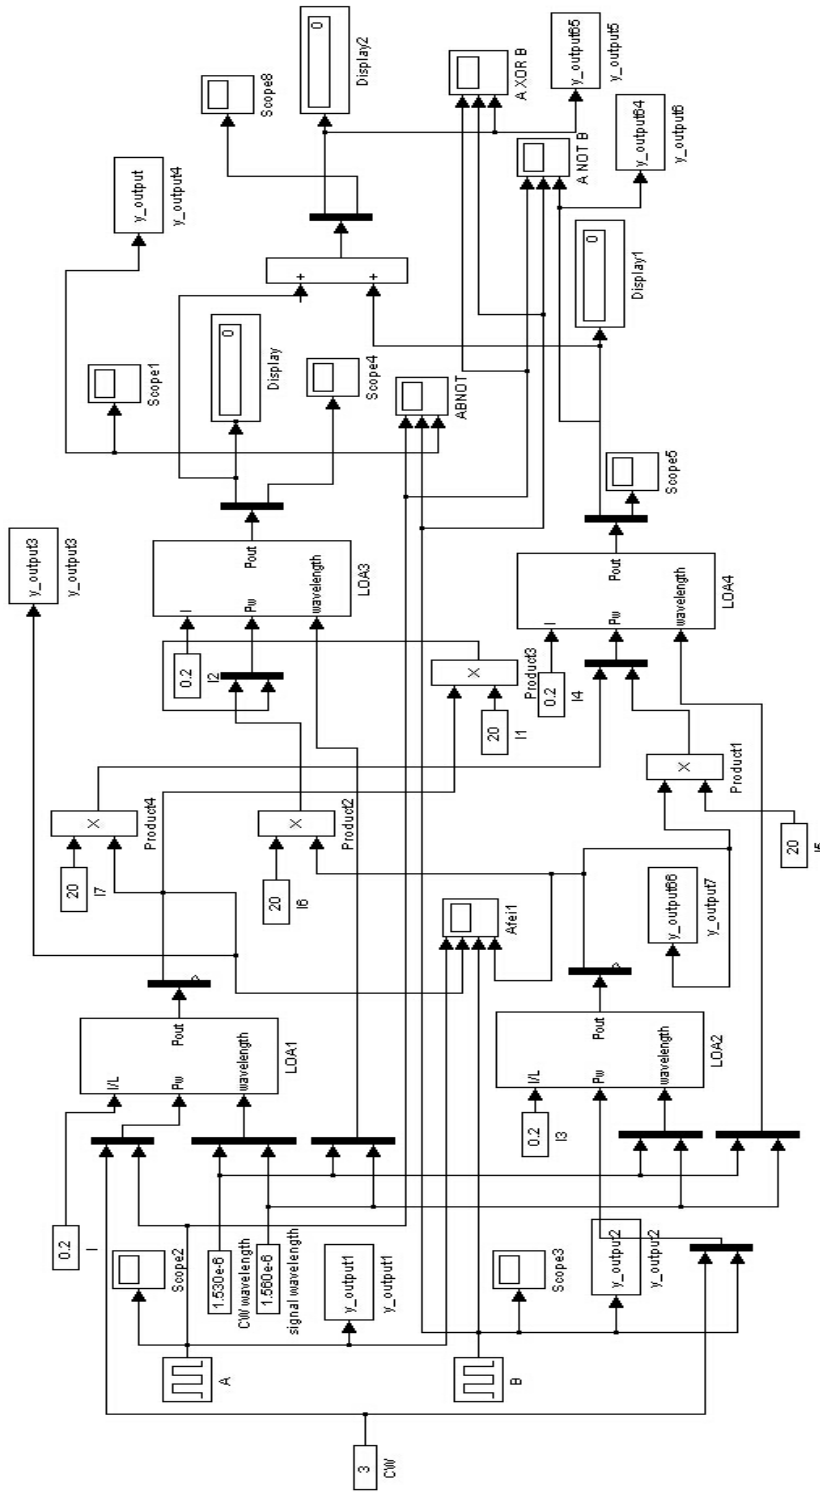 3
CW
A
B
0.2
I
Scope2
1.530e-6
CW wavelength
1.560e-6
signal wavelength
y_output1
y_output1
Scope3
y_output2
y_output2
I/L
Pw
wavelength
Pout
LOA1
0.2
I3
I/L
Pw
wavelength
Pout
LOA2
Afei1
y_output66
y_output7
20
I7
X
Product4
20
I6
X
Product2
20
X
Product1
20
I1
X
Product3
y_output3
y_output3
0.2
I2
I
Pw
wavelength
Pout
LOA3
0.2
I4
I
Pw
wavelength
Pout
LOA4
Scope5
Scope1
0
Display
Scope4
ABNOT
y_output
y_output4
+
+
0
Display1
Scope8
0
Display2
A XOR B
A NOT B
y_output65
y_output5
y_output64
y_output6